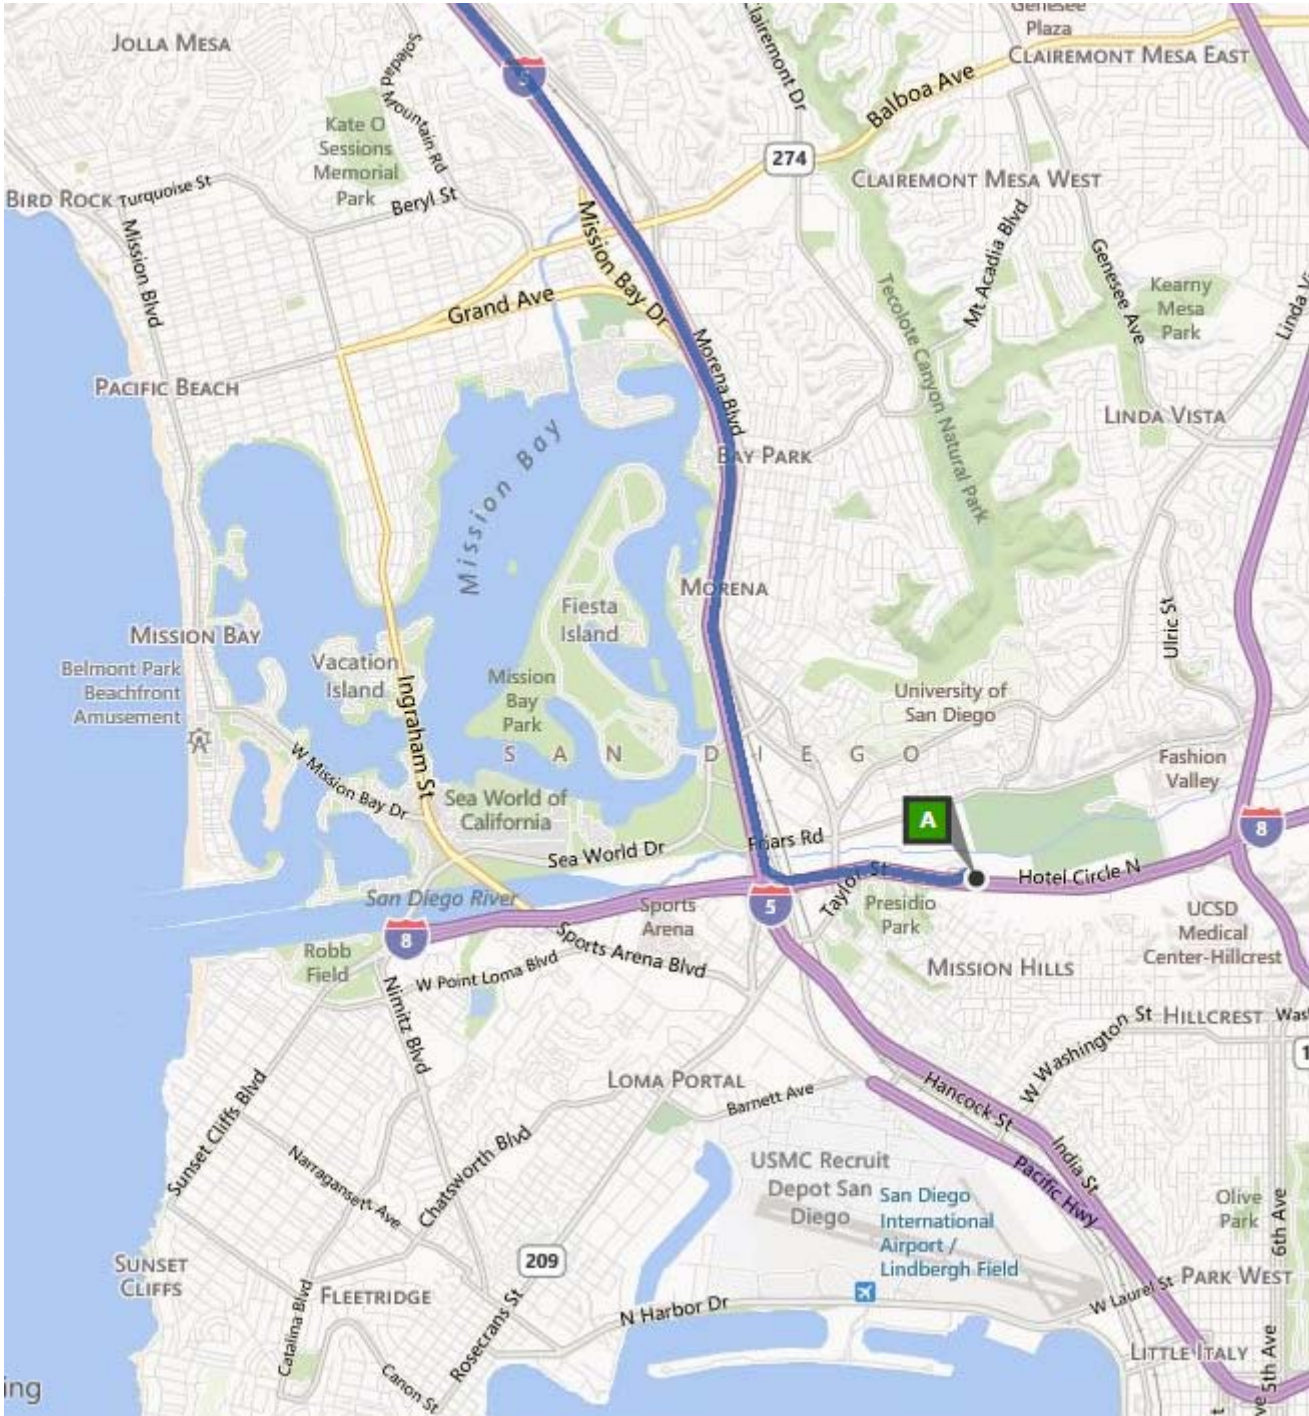 Genesee
Plaza
JOLLA MESA
Soledad Mountain Rd
Clairemont Dr
CLAIREMONT MESA EAST
5
Balboa Ave
Kate O
Sessions
Memorial
Park
274
CLAIREMONT MESA WEST
BIRD ROCK
Turquoise St
Beryl St
Mission Blvd
Mission Bay Dr
Mt Acadia Blvd
Genesee Ave
Kearny
Mesa
Park
Linda Vi
Grand Ave
Tecolote Canyon Natural Park
Morena Blvd
PACIFIC BEACH
LINDA VISTA
Mission Bay
BAY PARK
MORENA
Fiesta
Island
Ulric St
MISSION BAY
Belmont Park
Beachfront
Amusement
Vacation
Island
Ingraham St
Mission
Bay
Park
University of
San Diego
SAN DIEGO
W Mission Bay Dr
Fashion
Valley
Sea World of
California
A
8
Friars Rd
Sea World Dr
Hotel Circle N
San Diego River
Taylor St
5
Sports
Arena
Presidio
Park
UCSD
Medical
Center-Hillcrest
8
Robb
Field
Sports Arena Blvd
W Point Loma Blvd
MISSION HILLS
Nimitz Blvd
W Washington St
HILLCREST
Wash
1
LOMA PORTAL
Barnett Ave
Hancock St
Sunset Cliffs Blvd
Narragansett Ave
Chatsworth Blvd
India St
USMC Recruit
Depot San
Diego
San Diego
International
Airport /
Lindbergh Field
Pacific Hwy
Olive
Park
6th Ave
SUNSET
CLIFFS
209
PARK WEST
W Laurel St
FLEETRIDGE
Catalina Blvd
Rosecrans St
N Harbor Dr
LITTLE ITALY
5th Ave
Canon St
ing